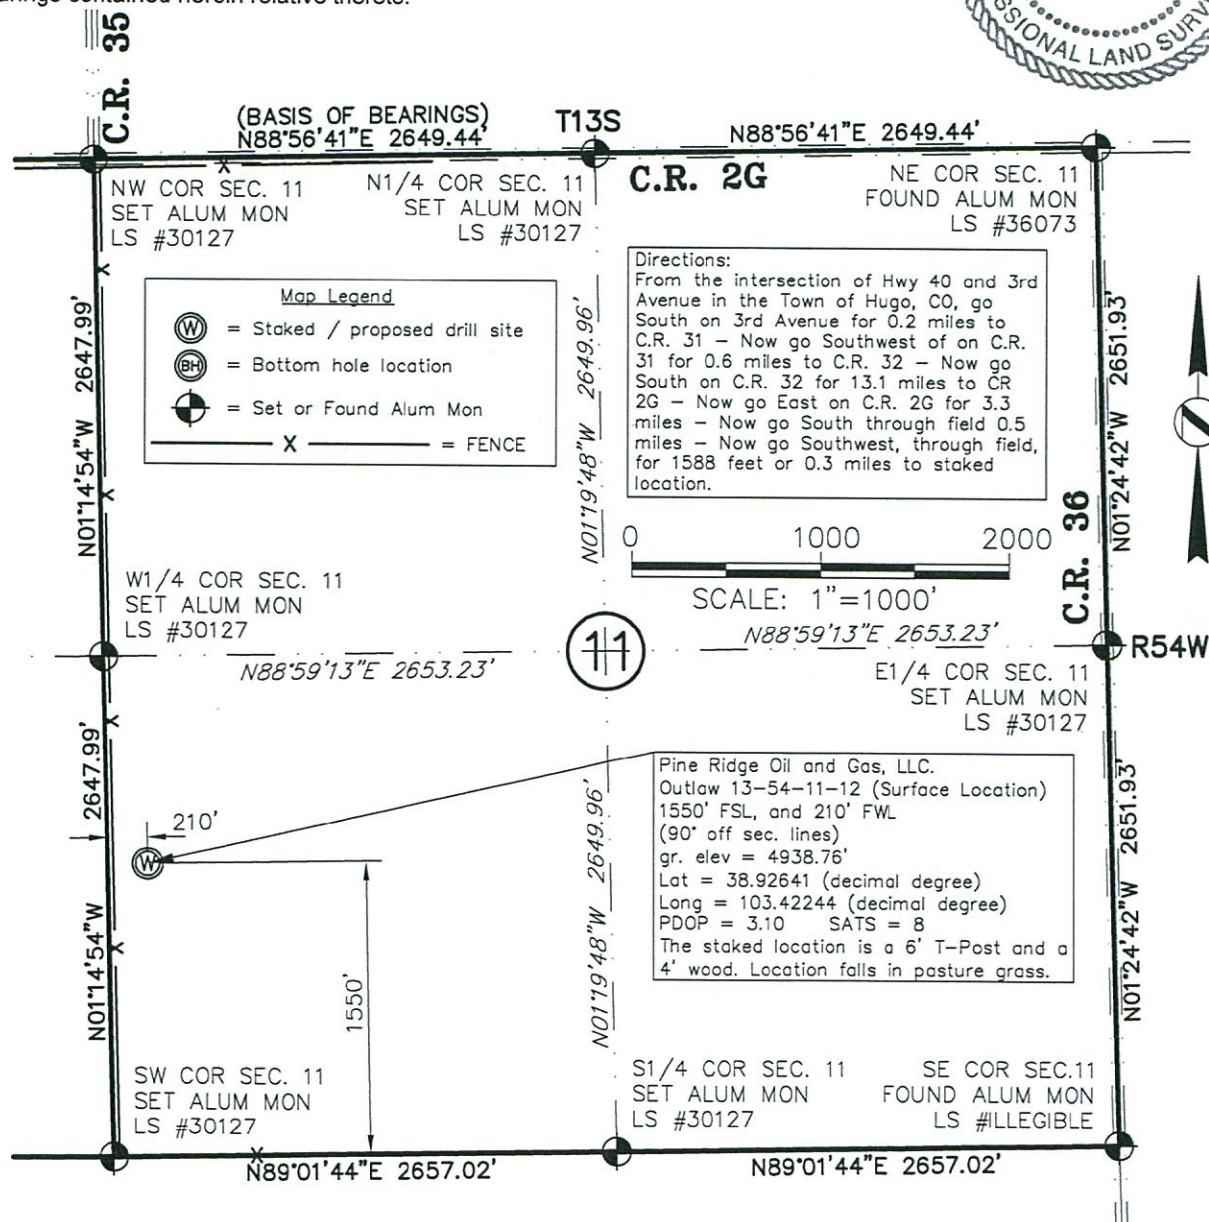 contained herein relative thereto.
SSIONAL LAND SURV
C.R. 35
(BASIS OF BEARINGS)
N88°56'41"E 2649.44'
T13S
N88°56'41"E 2649.44'
C.R. 2G
NW COR SEC. 11
SET ALUM MON
LS #30127
N1/4 COR SEC. 11
SET ALUM MON
LS #30127
NE COR SEC. 11
FOUND ALUM MON
LS #36073
Map Legend
W = Staked / proposed drill site
BH = Bottom hole location
= Set or Found Alum Mon
X = FENCE
Directions:
From the intersection of Hwy 40 and 3rd
Avenue in the Town of Hugo, CO, go
South on 3rd Avenue for 0.2 miles to
C.R. 31 – Now go Southwest of on C.R.
31 for 0.6 miles to C.R. 32 – Now go
South on C.R. 32 for 13.1 miles to CR
2G – Now go East on C.R. 2G for 3.3
miles – Now go South through field 0.5
miles – Now go Southwest, through field,
for 1588 feet or 0.3 miles to staked
location.
N01°14'54"W 2647.99'
N01°19'48"W 2649.96'
N01°24'42"W 2651.93'
C.R. 36
0 1000 2000
SCALE: 1"=1000'
W1/4 COR SEC. 11
SET ALUM MON
LS #30127
N88°59'13"E 2653.23'
11
N88°59'13"E 2653.23'
R54W
E1/4 COR SEC. 11
SET ALUM MON
LS #30127
N01°14'54"W 2647.99'
210'
W
1550'
N01°19'48"W 2649.96'
Pine Ridge Oil and Gas, LLC.
Outlaw 13–54–11–12 (Surface Location)
1550' FSL, and 210' FWL
(90° off sec. lines)
gr. elev = 4938.76'
Lat = 38.92641 (decimal degree)
Long = 103.42244 (decimal degree)
PDOP = 3.10 SATS = 8
The staked location is a 6' T–Post and a
4' wood. Location falls in pasture grass.
N01°24'42"W 2651.93'
SW COR SEC. 11
SET ALUM MON
LS #30127
S1/4 COR SEC. 11
SET ALUM MON
LS #30127
SE COR SEC.11
FOUND ALUM MON
LS #ILLEGIBLE
N89°01'44"E 2657.02'
N89°01'44"E 2657.02'